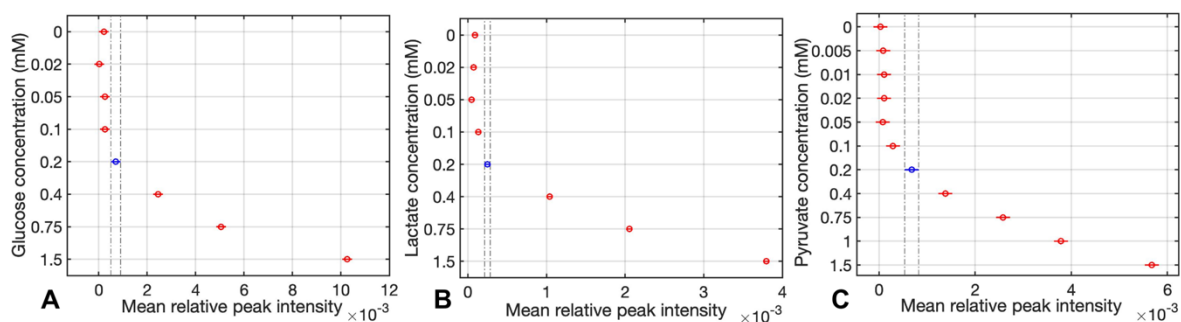 Glucose concentration (mM)
0
0.02
0.05
0.1
0.2
0.4
0.75
1.5
0 2 4 6 8 10 12
A
Mean relative peak intensity
×10⁻³
Lactate concentration (mM)
0
0.02
0.05
0.1
0.2
0.4
0.75
1.5
0 1 2 3 4
B
Mean relative peak intensity
×10⁻³
Pyruvate concentration (mM)
0
0.005
0.01
0.02
0.05
0.1
0.2
0.4
0.75
1
1.5
0 2 4 6
C
Mean relative peak intensity
×10⁻³